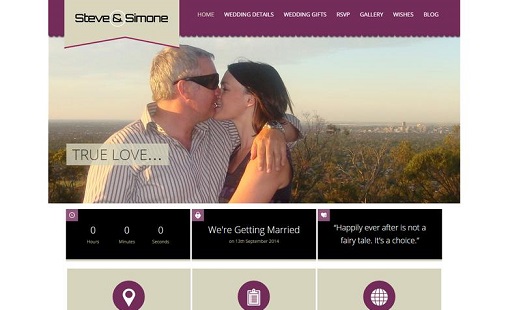 Steve & Simone
HOME WEDDING DETAILS WEDDING GIFTS RSVP GALLERY WISHES BLOG
TRUE LOVE...
0 0 0
Hours Minutes Seconds
We're Getting Married
on 13th September 2014
"Happily ever after is not a
fairy tale. It's a choice."